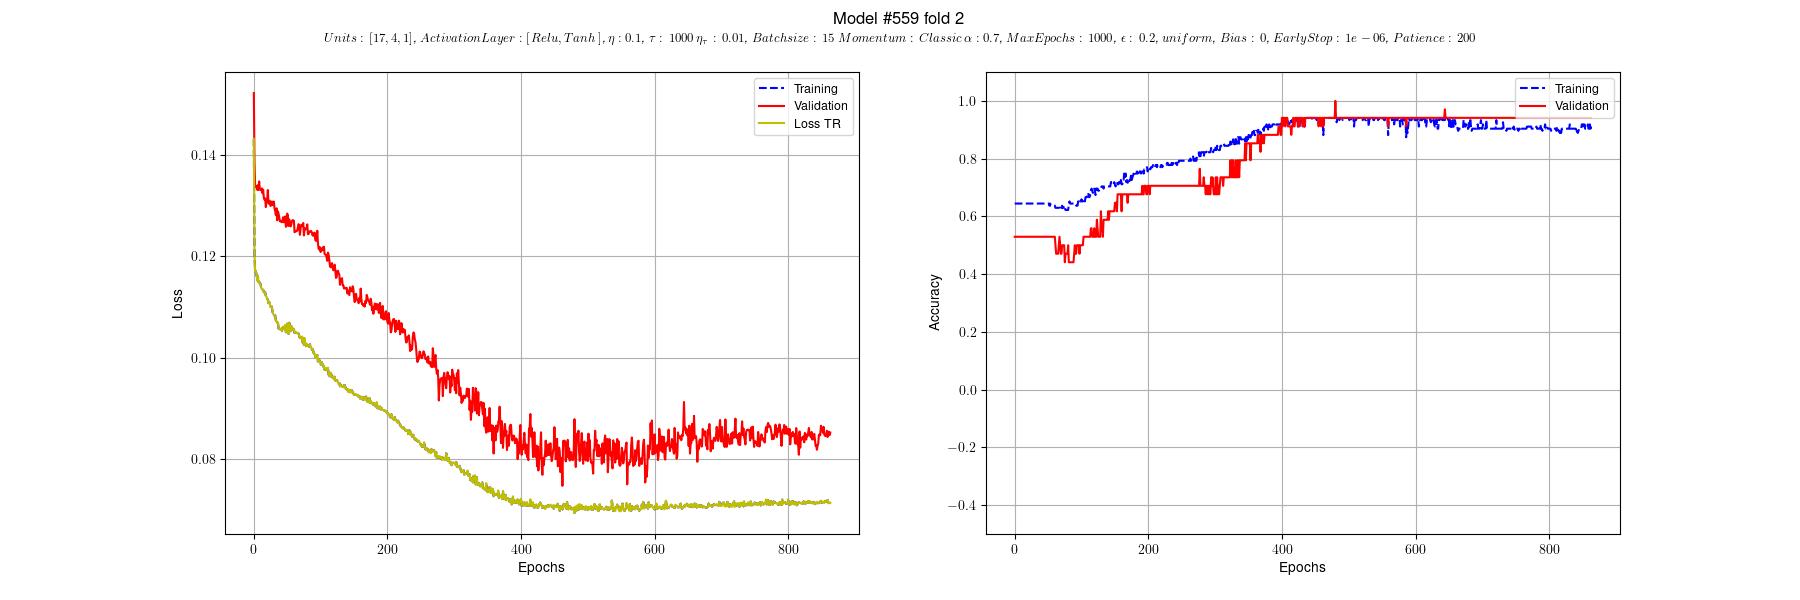 Model #559 fold 2
Units : [17, 4, 1], ActivationLayer : [Relu, Tanh], η : 0.1, τ : 1000 η_τ : 0.01, Batchsize : 15 Momentum : Classic α : 0.7, MaxEpochs : 1000, ϵ : 0.2, uniform, Bias : 0, EarlyStop : 1e − 06, Patience : 200
Training
Validation
Loss TR
0.14
0.12
0.10
0.08
Loss
0 200 400 600 800
Epochs
Training
Validation
1.0
0.8
0.6
0.4
0.2
0.0
−0.2
−0.4
Accuracy
0 200 400 600 800
Epochs